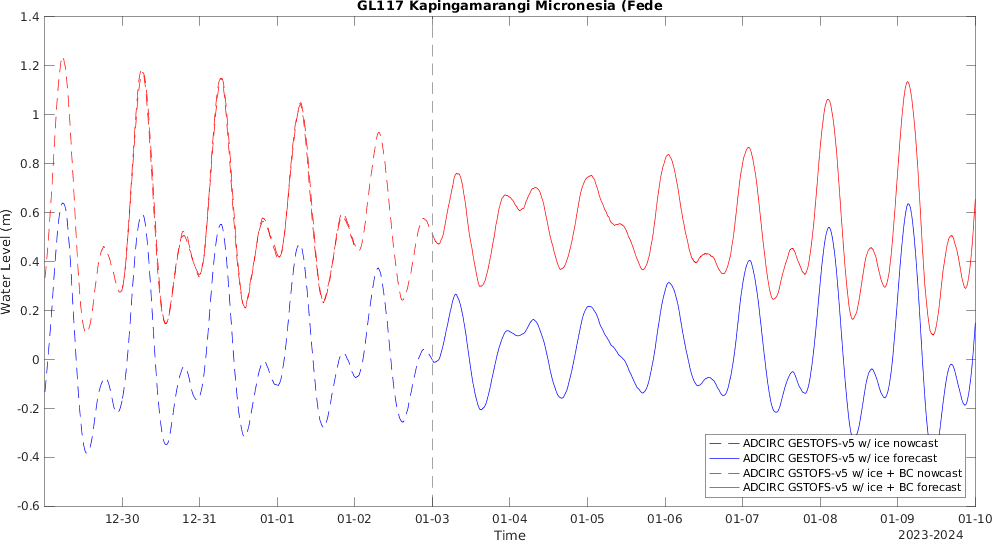 GL117 Kapingamarangi Micronesia (Fede
Water Level (m)
1.4
1.2
1
0.8
0.6
0.4
0.2
0
-0.2
-0.4
-0.6
ADCIRC GESTOFS-v5 w/ ice nowcast
ADCIRC GESTOFS-v5 w/ ice forecast
ADCIRC GSTOFS-v5 w/ ice + BC nowcast
ADCIRC GSTOFS-v5 w/ ice + BC forecast
12-30 12-31 01-01 01-02 01-03 01-04 01-05 01-06 01-07 01-08 01-09 01-10
Time
2023-2024